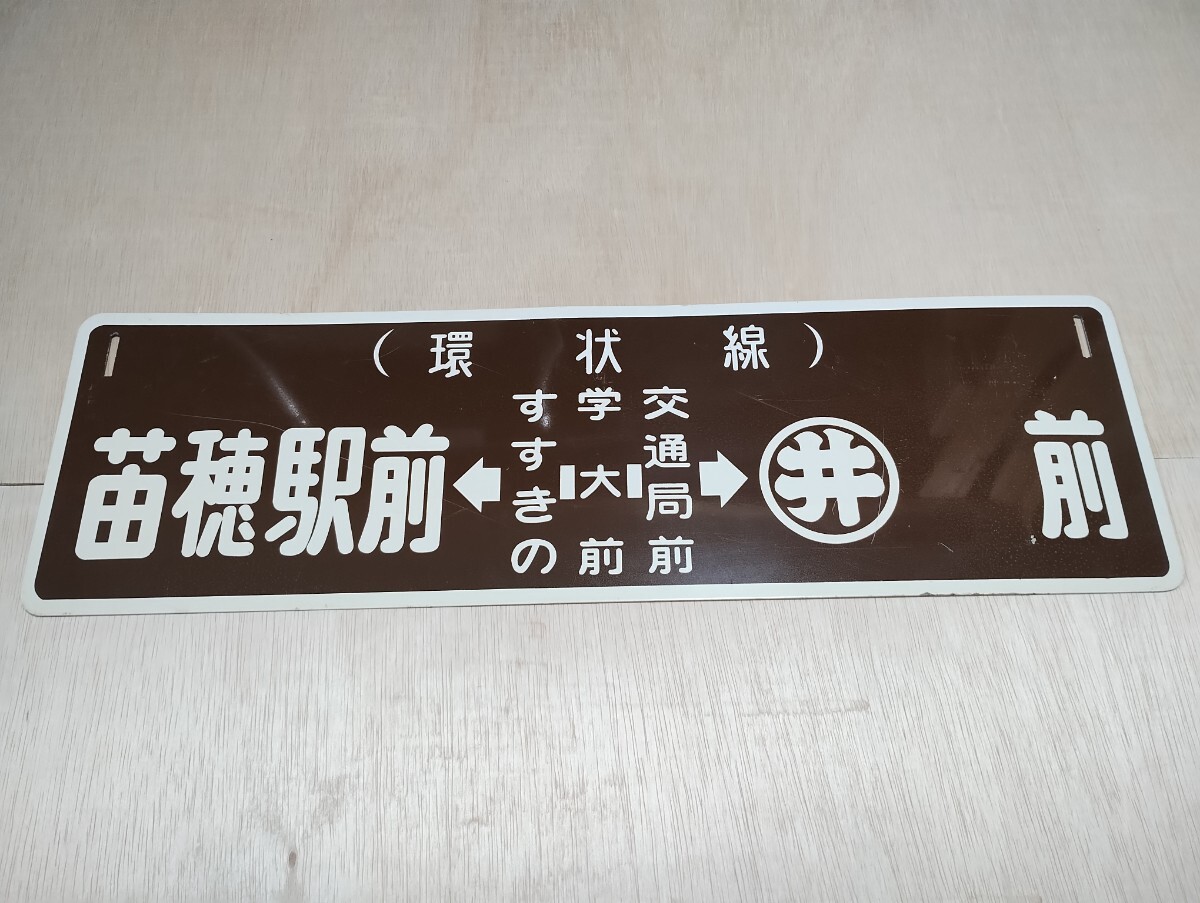 （環状線）
苗穂駅前
すすきの
学大前
交通局前
㊥井前